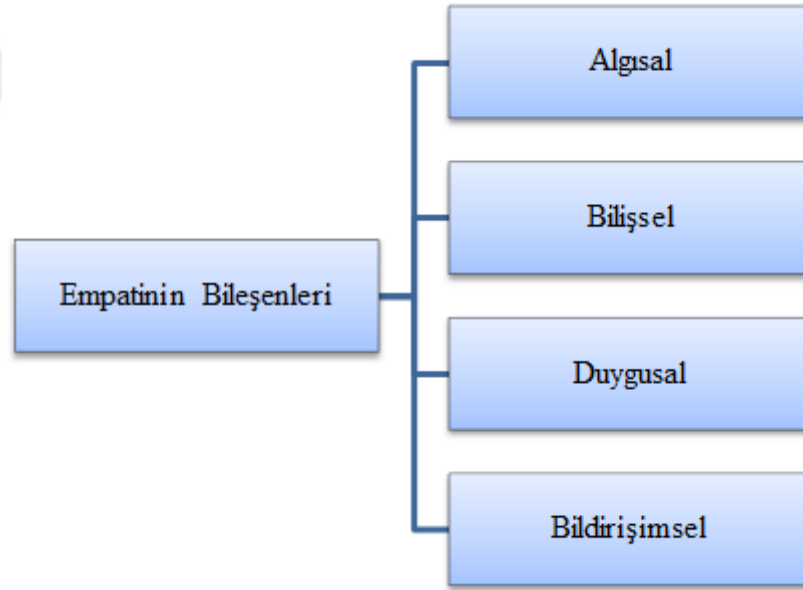 Empatinin Bileşenleri
Algısal
Bilişsel
Duygusal
Bildirişimsel